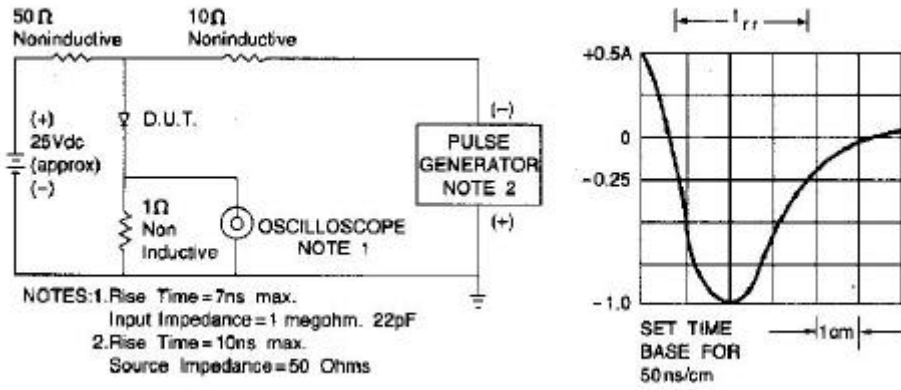 50Ω
Noninductive
10Ω
Noninductive
(+)
25Vdc
(approx)
(−)
D.U.T.
1Ω
Non
Inductive
OSCILLOSCOPE
NOTE 1
(−)
PULSE
GENERATOR
NOTE 2
(+)
NOTES:1.Rise Time=7ns max.
Input Impedance=1 megohm. 22pF
2.Rise Time=10ns max.
Source Impedance=50 Ohms
trr
+0.5A
0
-0.25
-1.0
SET TIME
BASE FOR
50ns/cm
1cm